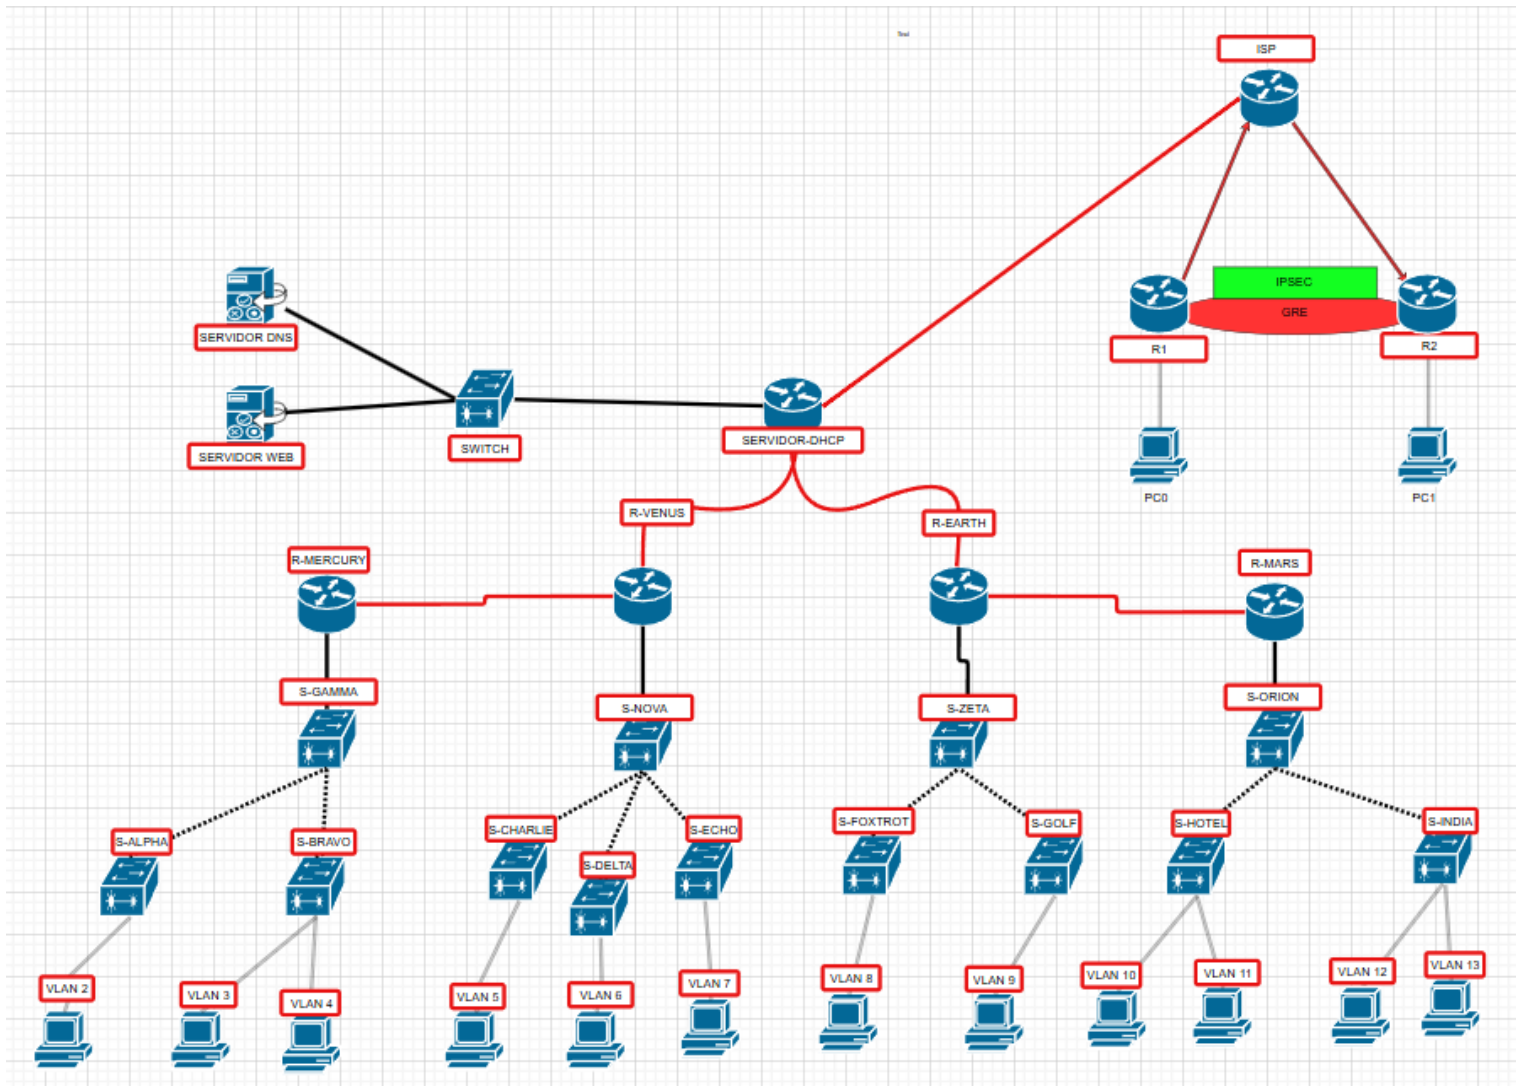 Text
ISP
IPSEC
GRE
R1
R2
SERVIDOR DNS
SERVIDOR WEB
SWITCH
SERVIDOR-DHCP
PC0
PC1
R-VENUS
R-EARTH
R-MERCURY
R-MARS
S-GAMMA
S-NOVA
S-ZETA
S-ORION
S-ALPHA
S-BRAVO
S-CHARLIE
S-DELTA
S-ECHO
S-FOXTROT
S-GOLF
S-HOTEL
S-INDIA
VLAN 2
VLAN 3
VLAN 4
VLAN 5
VLAN 6
VLAN 7
VLAN 8
VLAN 9
VLAN 10
VLAN 11
VLAN 12
VLAN 13